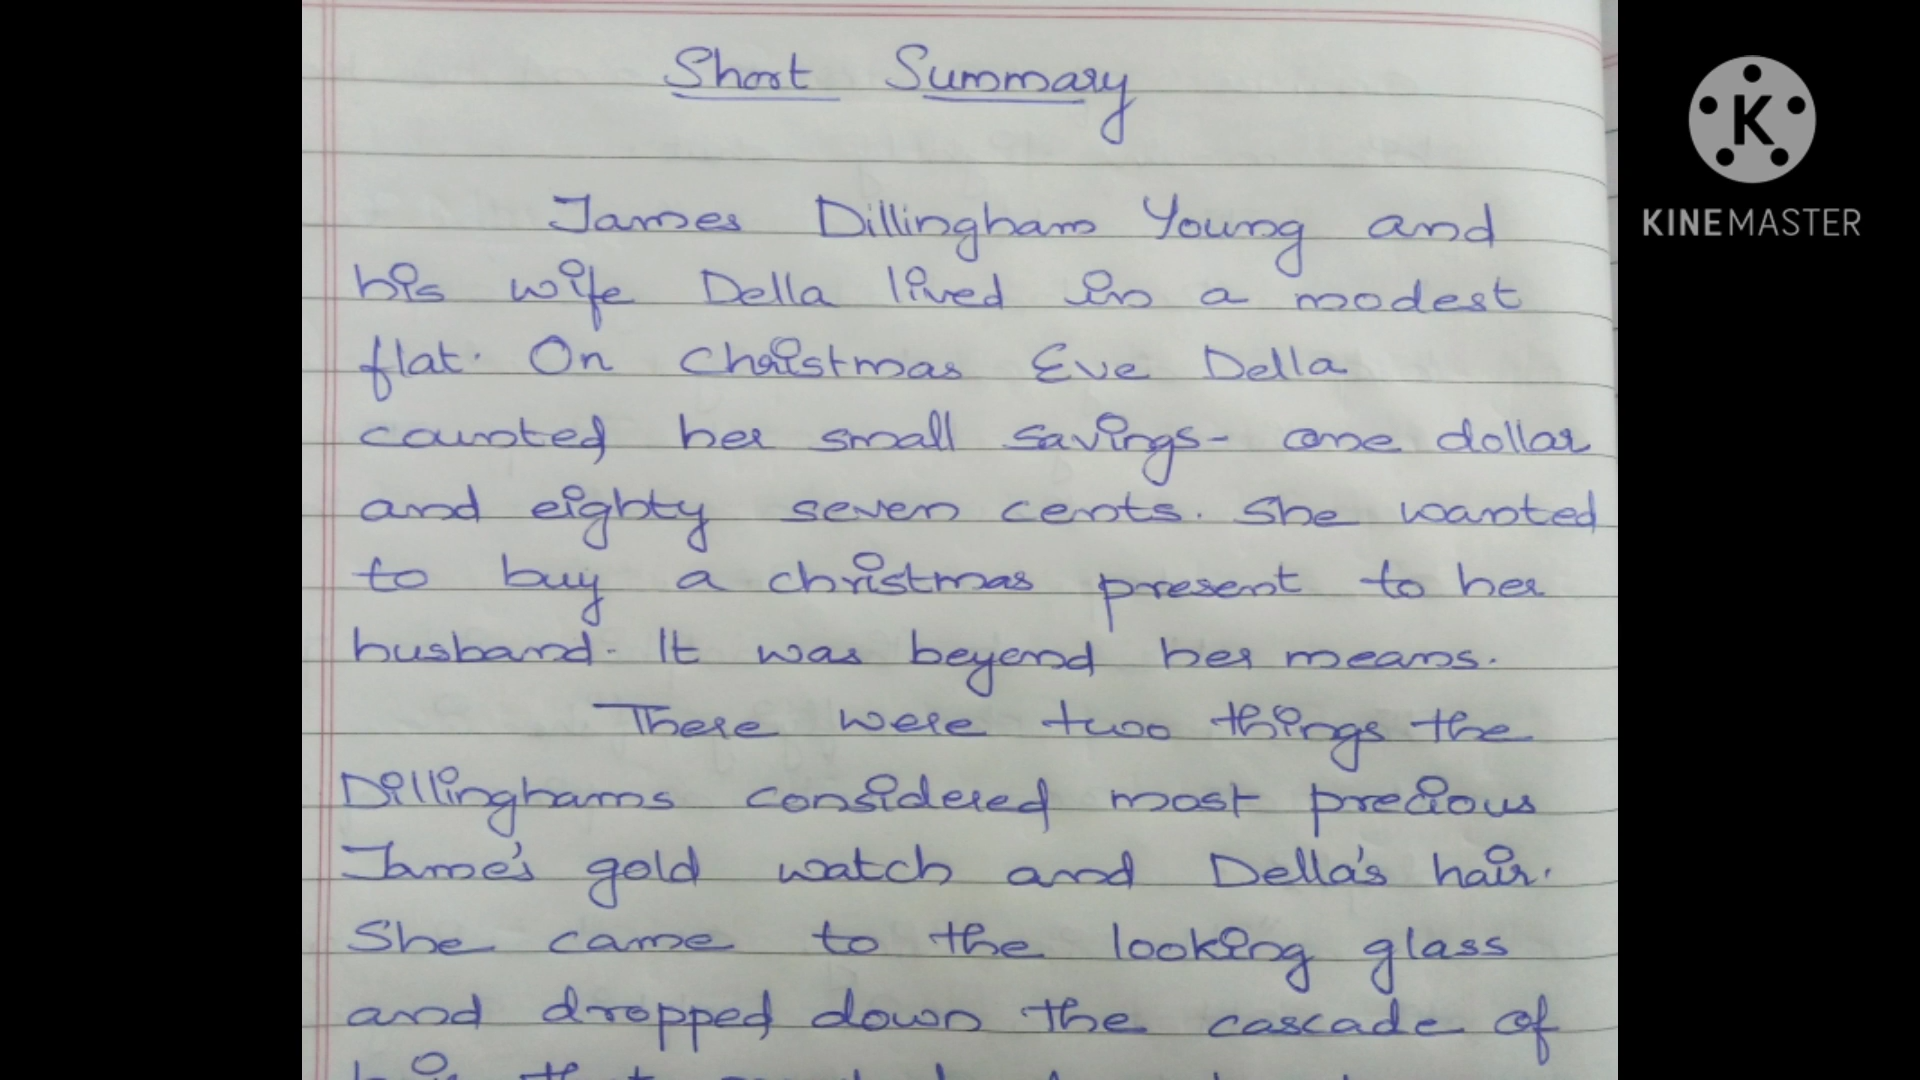 Short Summary
James Dillingham Young and
his wife Della lived in a modest
flat. On Christmas Eve Della
counted her small savings- one dollar
and eighty seven cents. She wanted
to buy a christmas present to her
husband. It was beyend her means.
There were two things the
Dillinghams considered most precious
Jame's gold watch and Della's hair.
She came to the looking glass
and dropped down the cascade of
K
KINEMASTER